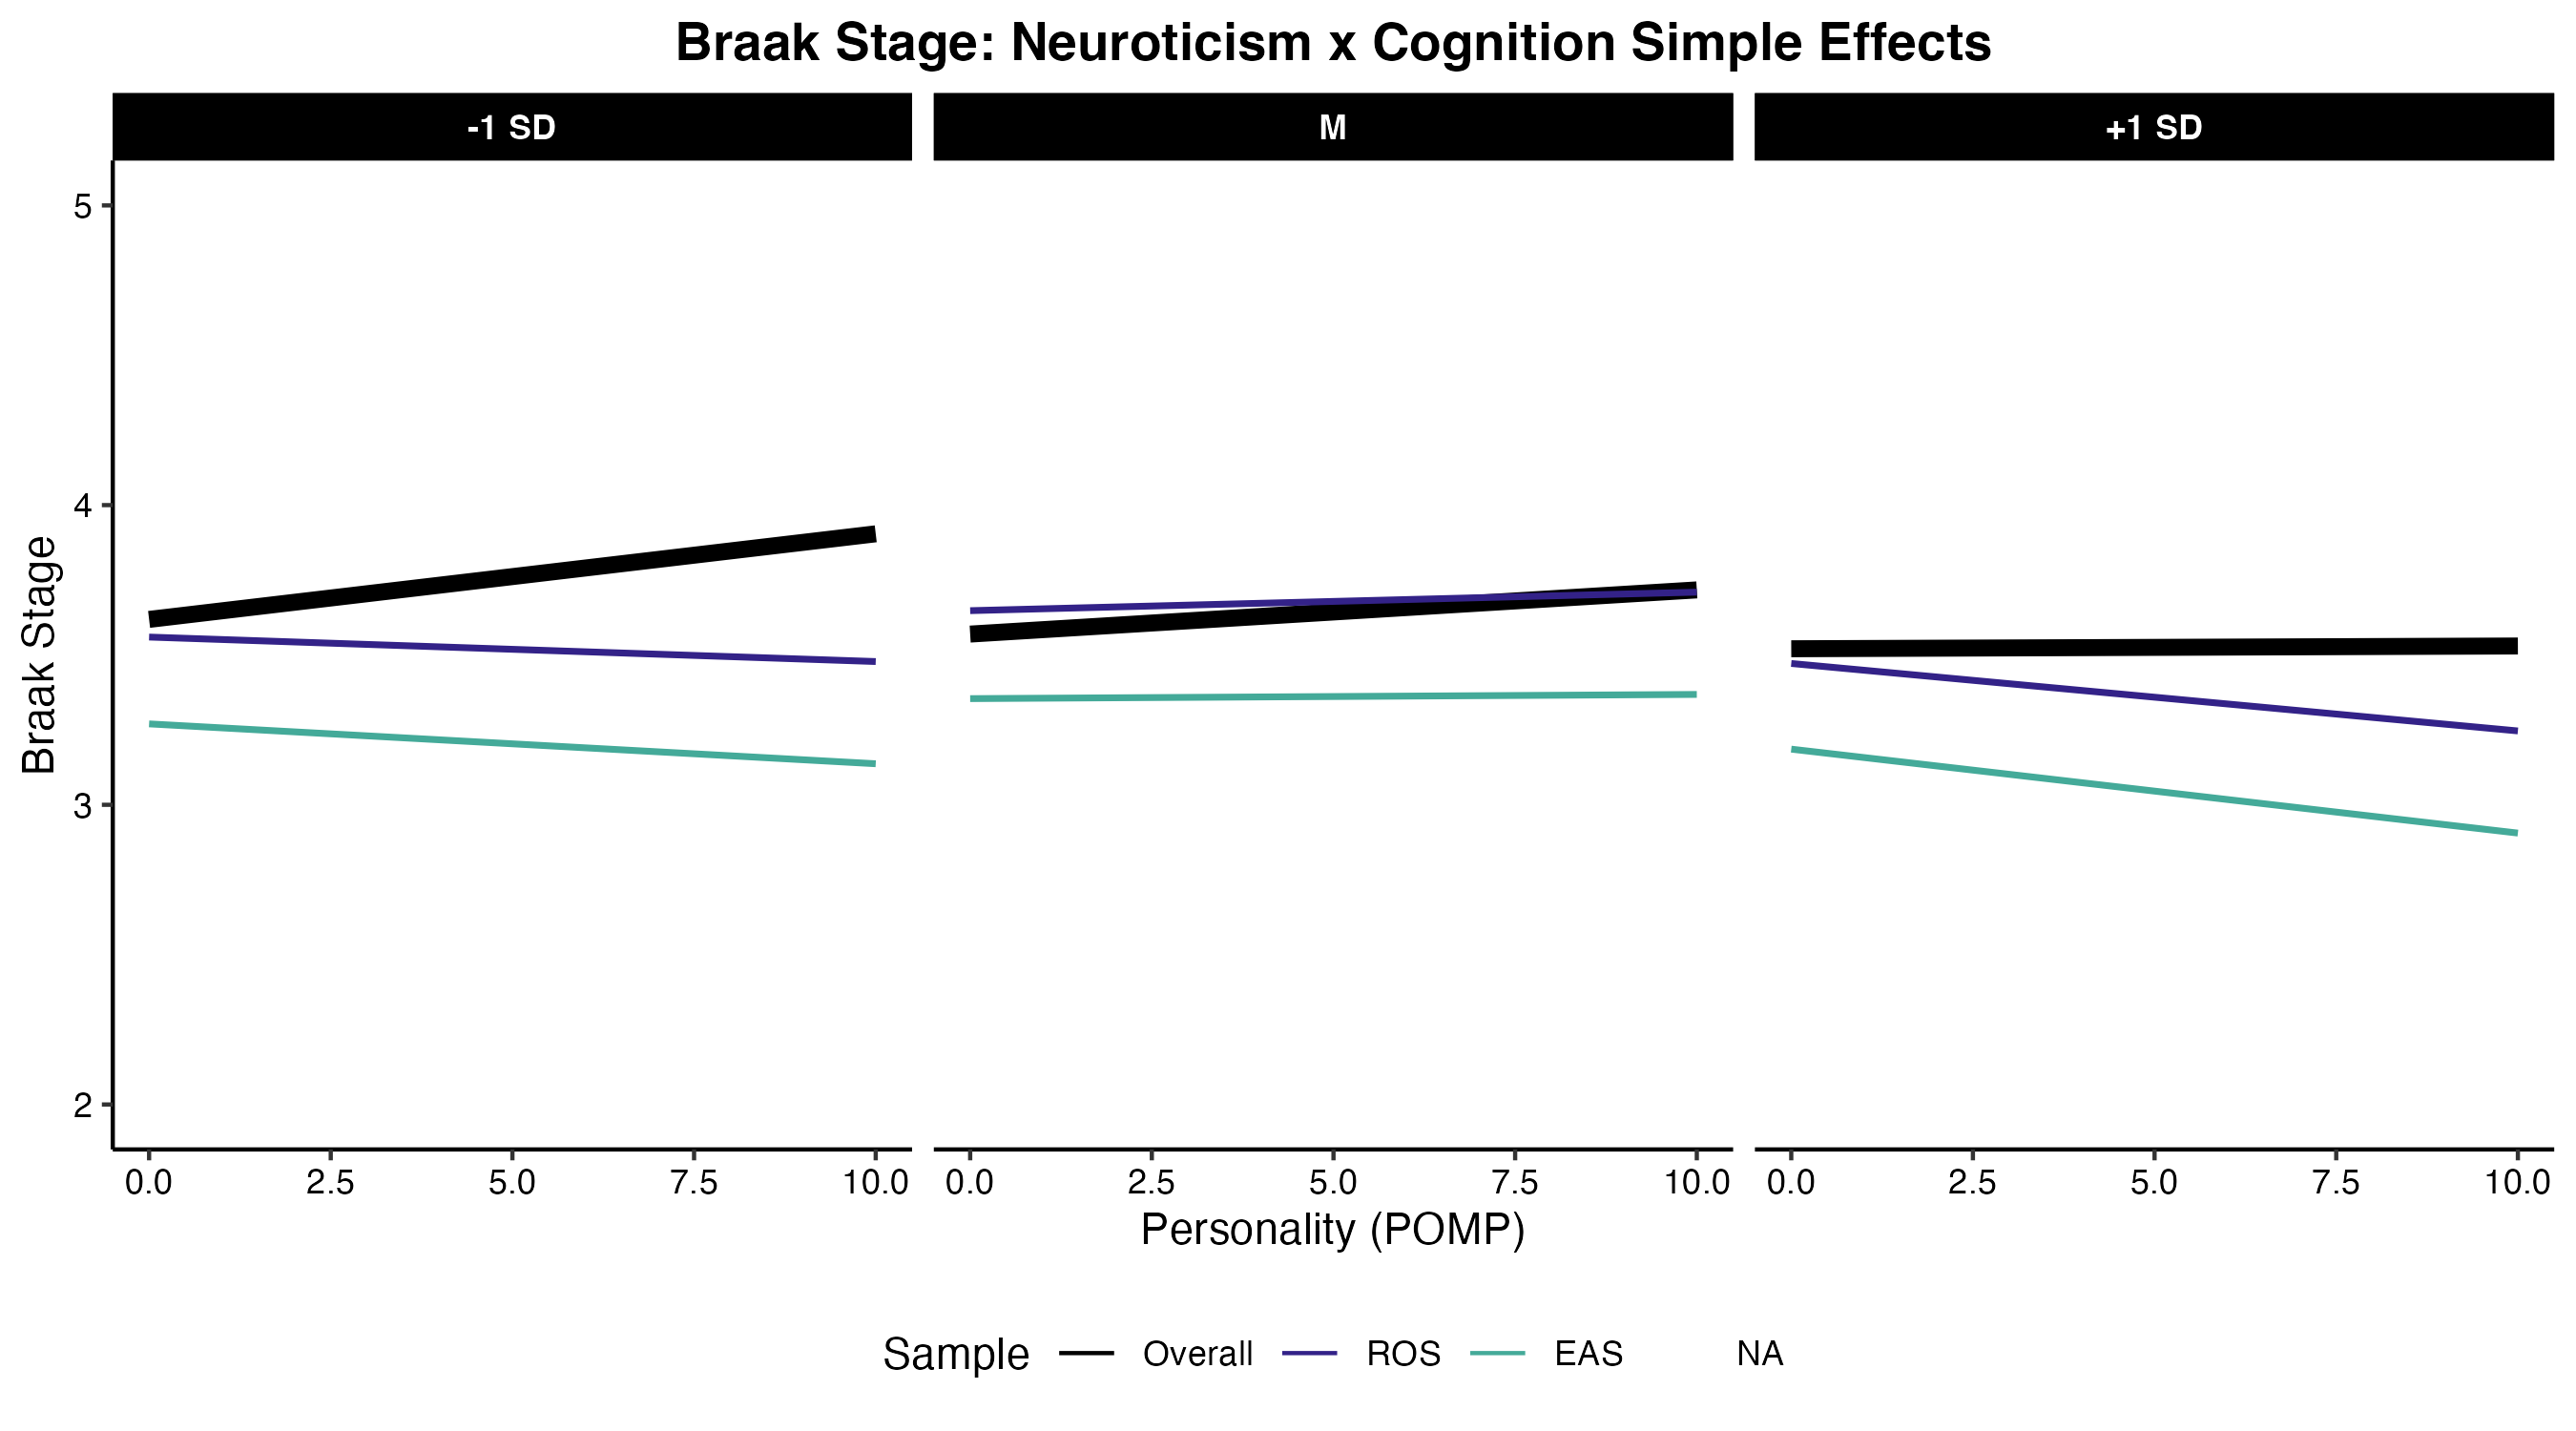 Braak Stage: Neuroticism x Cognition Simple Effects
-1 SD
M
+1 SD
Braak Stage
5
4
3
2
0.0 2.5 5.0 7.5 10.0
0.0 2.5 5.0 7.5 10.0
0.0 2.5 5.0 7.5 10.0
Personality (POMP)
Sample Overall ROS EAS NA